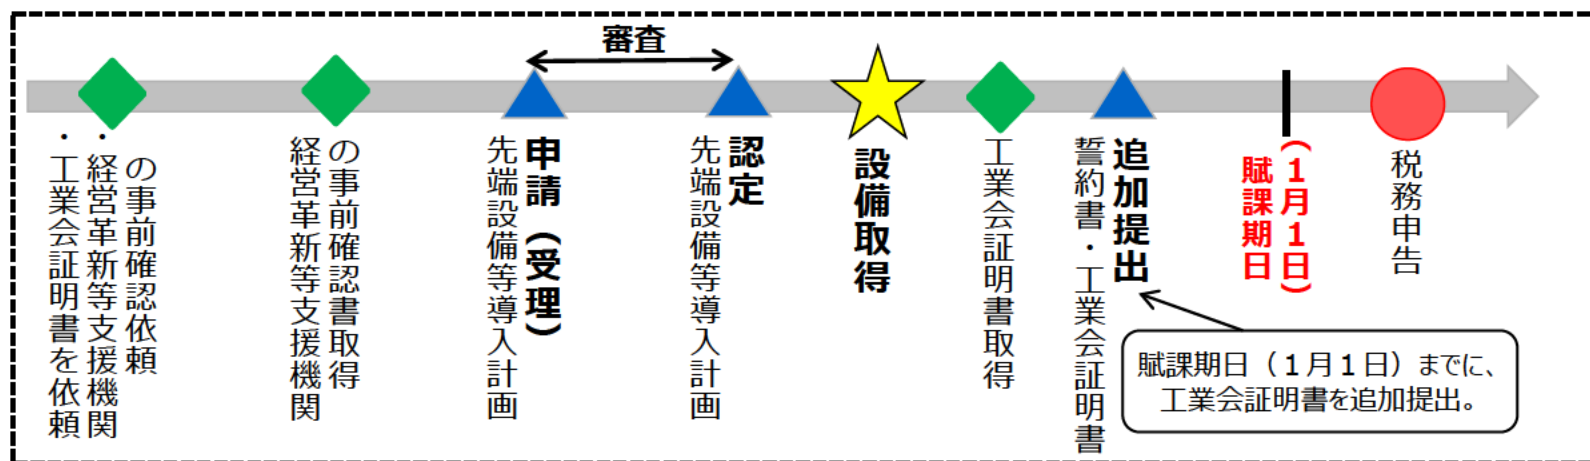 審査
・工業会証明書を依頼
・経営革新等支援機関
の事前確認依頼
経営革新等支援機関
の事前確認書取得
先端設備等導入計画
申請（受理）
先端設備等導入計画
認定
設備取得
工業会証明書取得
誓約書・工業会証明書
追加提出
賦課期日
（１月１日）
税務申告
賦課期日（１月１日）までに、
工業会証明書を追加提出。